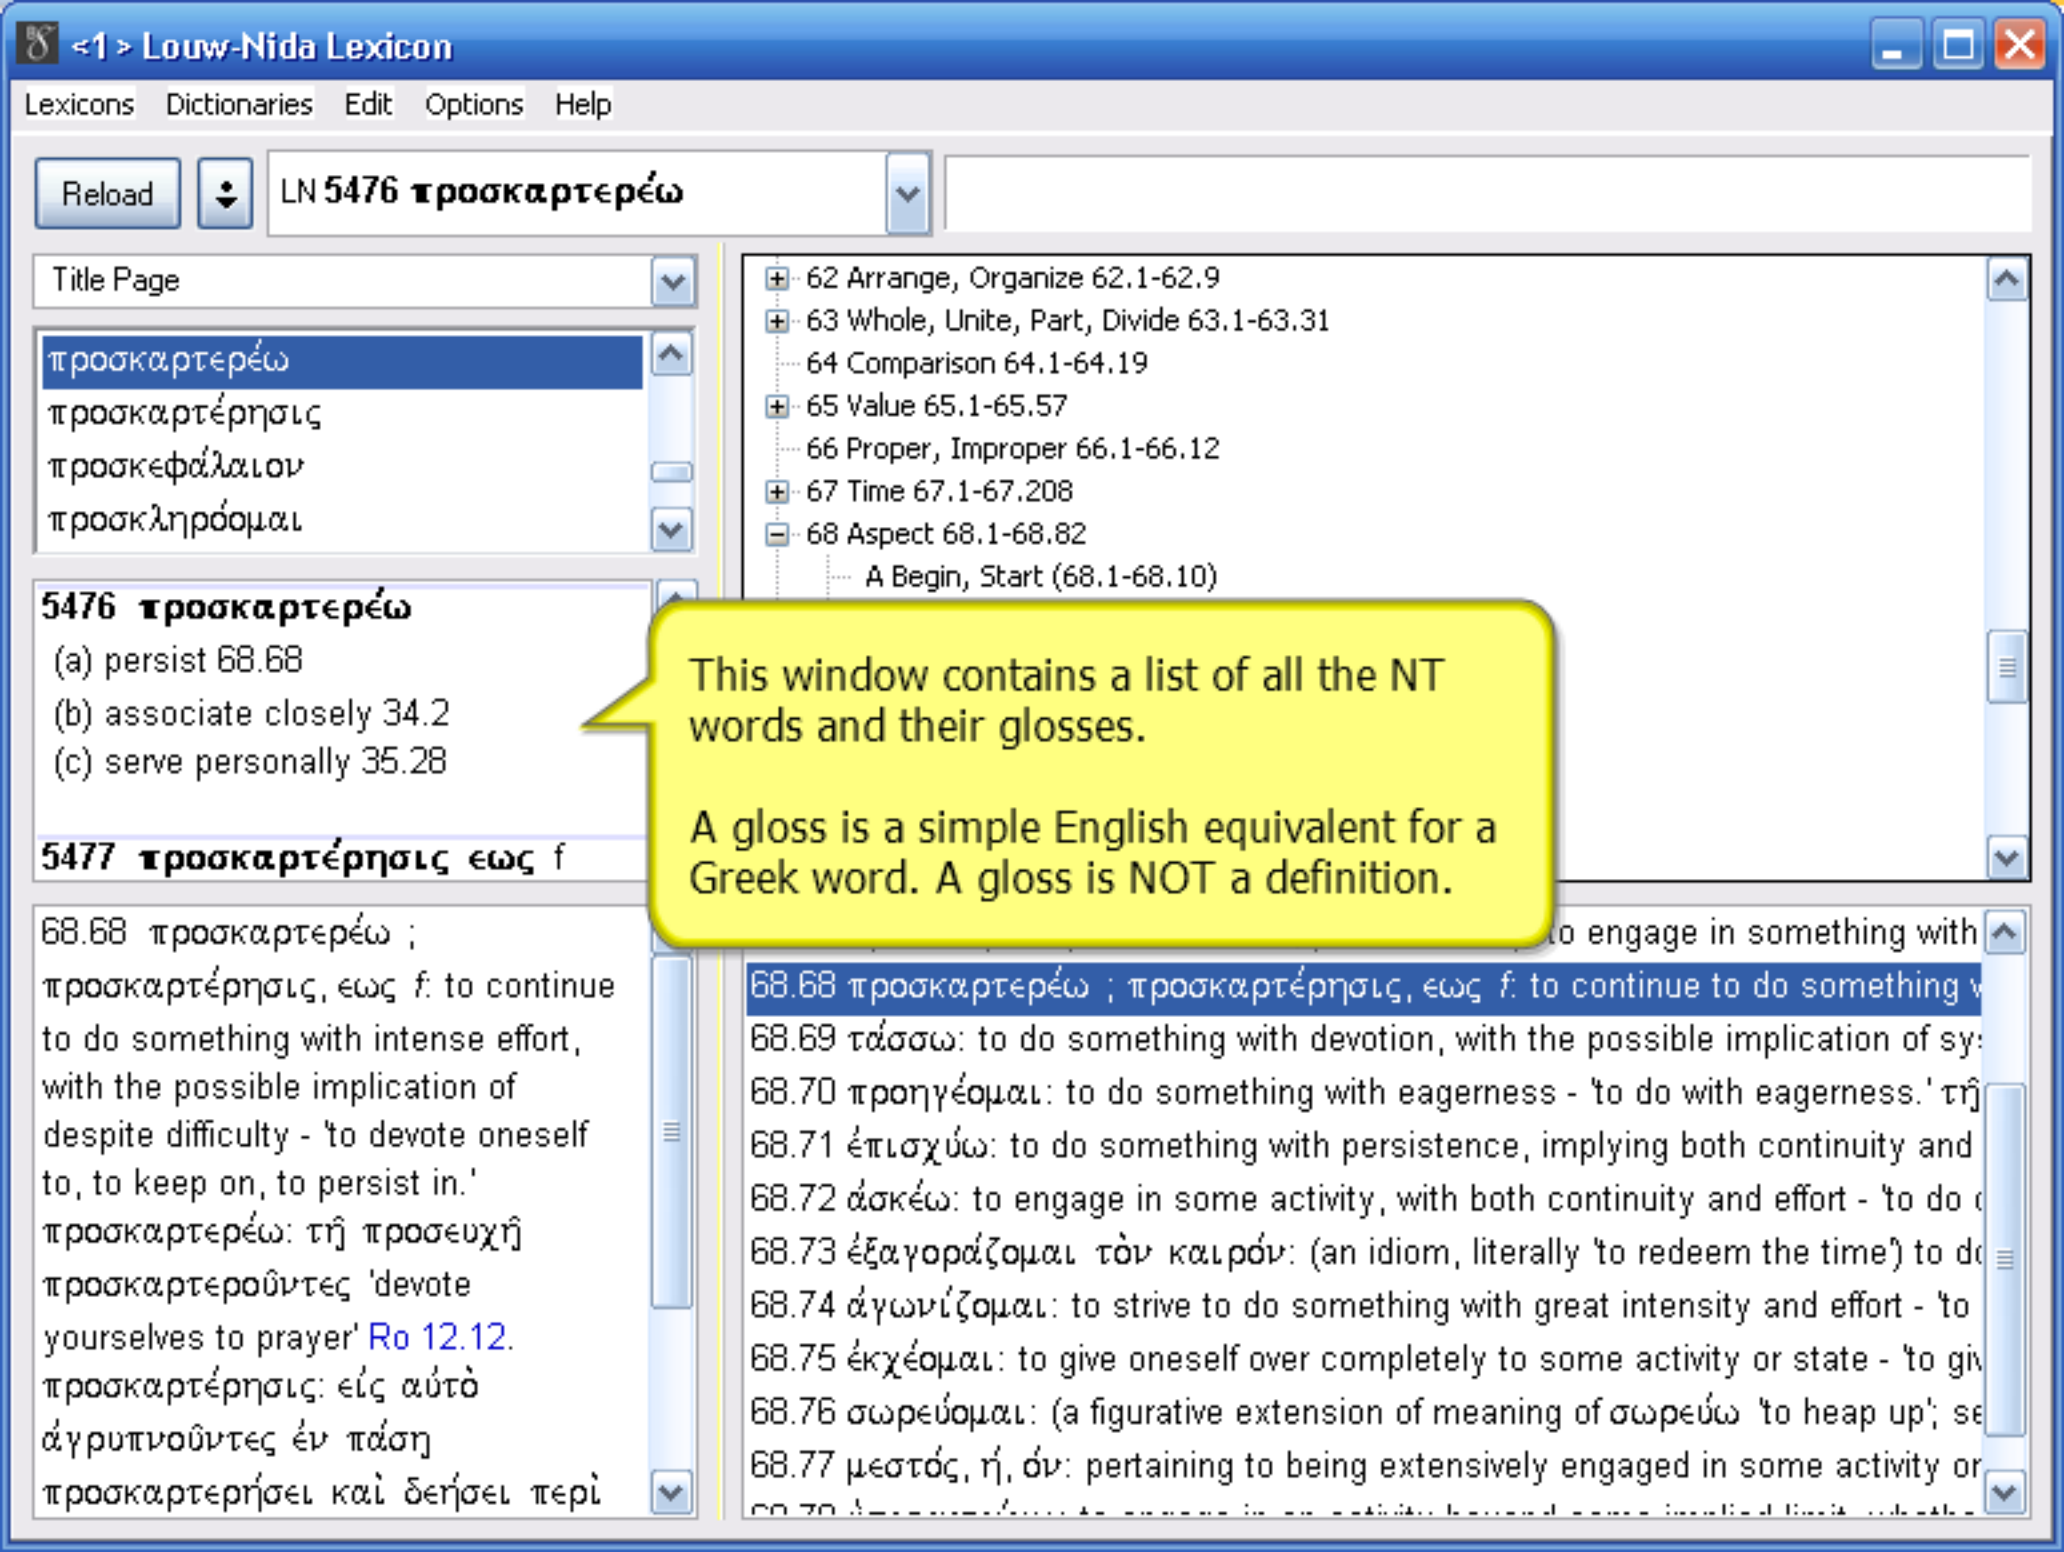 <1> Louw-Nida Lexicon
Lexicons Dictionaries Edit Options Help
Reload
LN 5476 προσκαρτερέω
Title Page
προσκαρτερέω
προσκαρτέρησις
προσκεφάλαιον
προσκληρόομαι
5476 προσκαρτερέω
(a) persist 68.68
(b) associate closely 34.2
(c) serve personally 35.28
5477 προσκαρτέρησις εως f
68.68 προσκαρτερέω ;
προσκαρτέρησις, εως f: to continue
to do something with intense effort,
with the possible implication of
despite difficulty - 'to devote oneself
to, to keep on, to persist in.'
προσκαρτερέω: τῇ προσευχῇ
προσκαρτεροῦντες 'devote
yourselves to prayer' Ro 12.12.
προσκαρτέρησις: εἰς αὐτὸ
ἀγρυπνοῦντες ἐν πάσῃ
προσκαρτερήσει καὶ δεήσει περὶ
62 Arrange, Organize 62.1-62.9
63 Whole, Unite, Part, Divide 63.1-63.31
64 Comparison 64.1-64.19
65 Value 65.1-65.57
66 Proper, Improper 66.1-66.12
67 Time 67.1-67.208
68 Aspect 68.1-68.82
A Begin, Start (68.1-68.10)
This window contains a list of all the NT
words and their glosses.
A gloss is a simple English equivalent for a
Greek word. A gloss is NOT a definition.
to engage in something with
68.68 προσκαρτερέω ; προσκαρτέρησις, εως f: to continue to do something
68.69 τάσσω: to do something with devotion, with the possible implication of
68.70 προηγέομαι: to do something with eagerness - 'to do with eagerness.' τῇ
68.71 ἐπισχύω: to do something with persistence, implying both continuity and
68.72 ἀσκέω: to engage in some activity, with both continuity and effort - 'to do
68.73 ἐξαγοράζομαι τὸν καιρόν: (an idiom, literally 'to redeem the time') to do
68.74 ἀγωνίζομαι: to strive to do something with great intensity and effort - 'to
68.75 ἐκχέομαι: to give oneself over completely to some activity or state - 'to
68.76 σωρεύομαι: (a figurative extension of meaning of σωρεύω 'to heap up';
68.77 μεστός, ή, όν: pertaining to being extensively engaged in some activity or